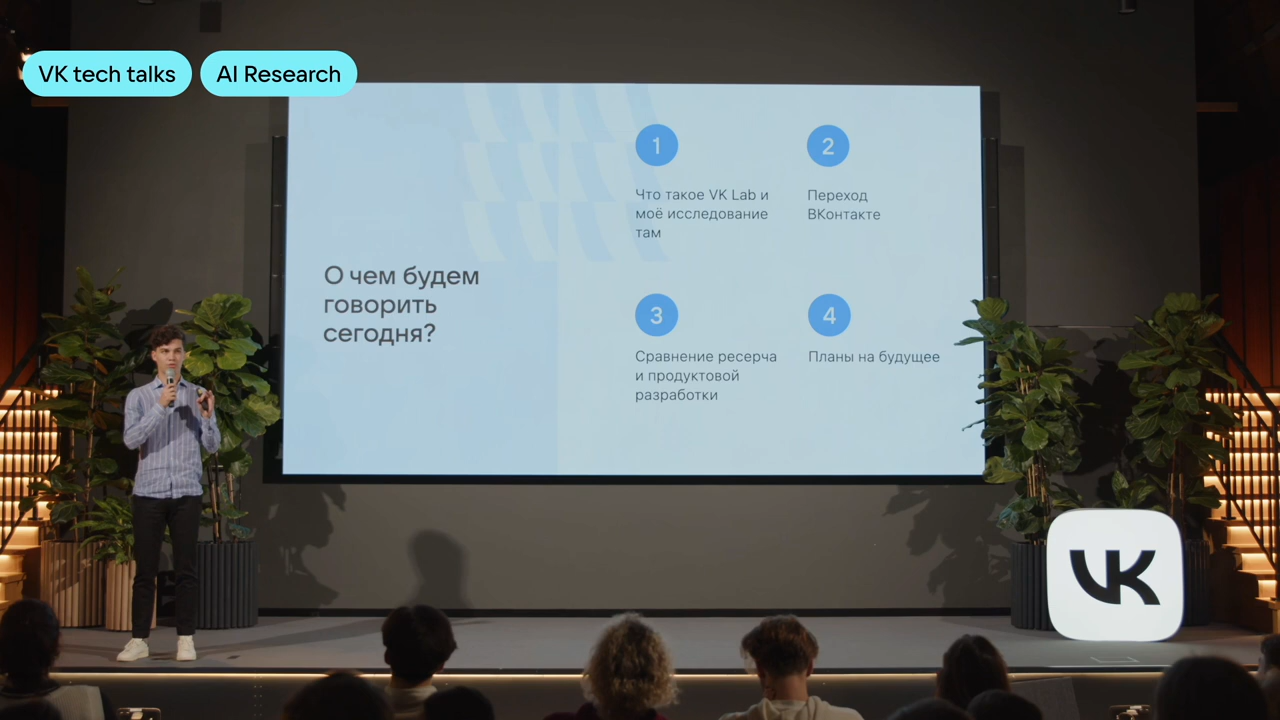 VK tech talks
AI Research
О чем будем
говорить
сегодня?
1
Что такое VK Lab и
моё исследование
там
2
Переход
ВКонтакте
3
Сравнение ресерча
и продуктовой
разработки
4
Планы на будущее
VK